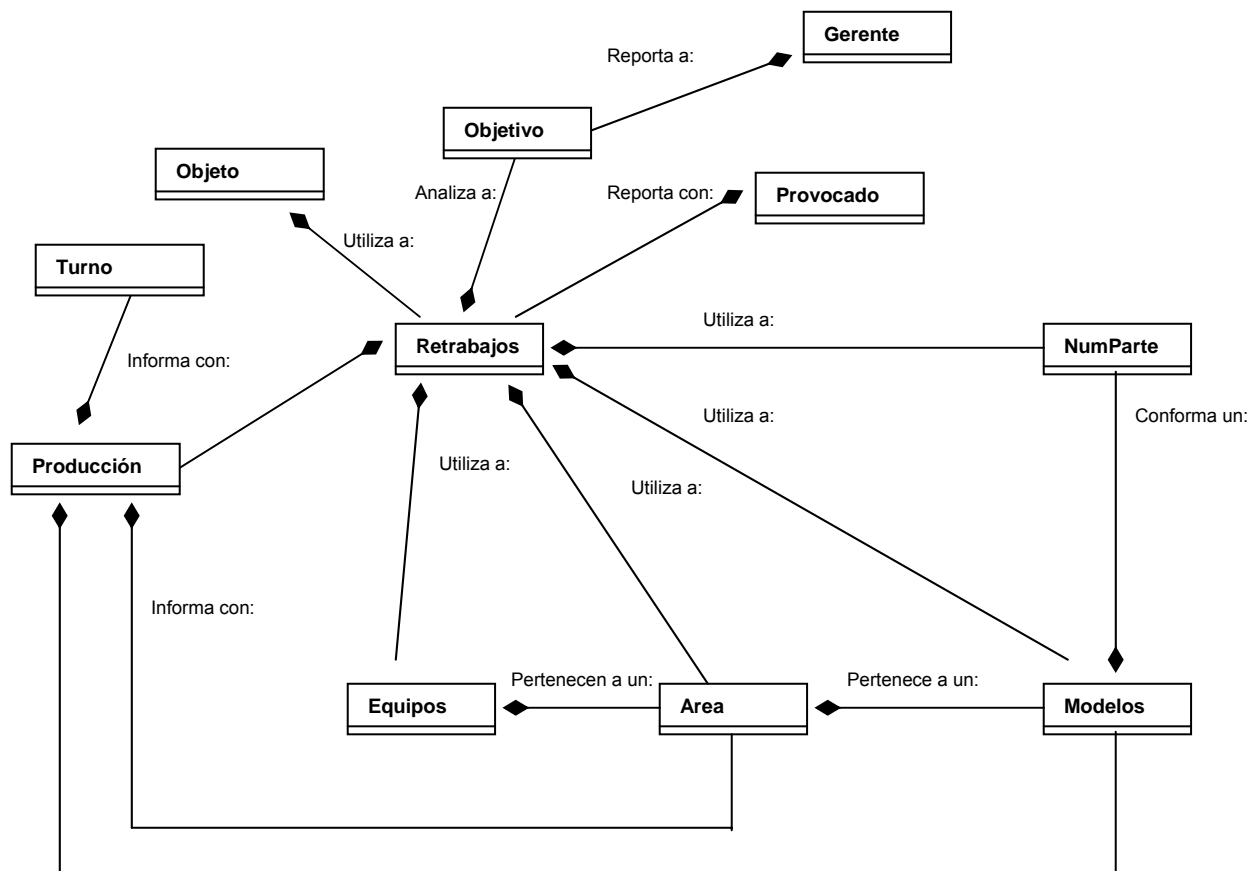 Gerente
Reporta a:
Objetivo
Objeto
Analiza a:
Reporta con:
Provocado
Utiliza a:
Turno
Retrabajos
Utiliza a:
NumParte
Informa con:
Utiliza a:
Conforma un:
Producción
Utiliza a:
Utiliza a:
Informa con:
Pertenecen a un:
Pertenece a un:
Equipos
Area
Modelos